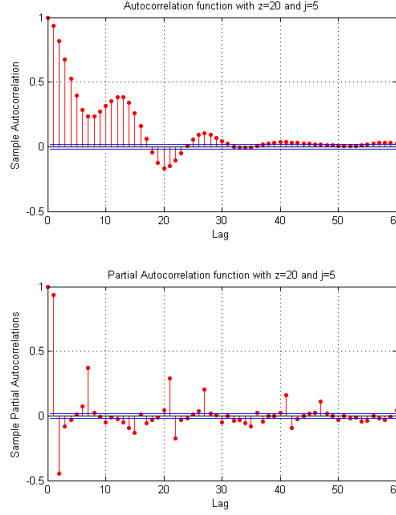 Autocorrelation function with z=20 and j=5
1
0.5
0
-0.5
0 10 20 30 40 50 60
Sample Autocorrelation
Lag
Partial Autocorrelation function with z=20 and j=5
1
0.5
0
-0.5
0 10 20 30 40 50 60
Sample Partial Autocorrelations
Lag